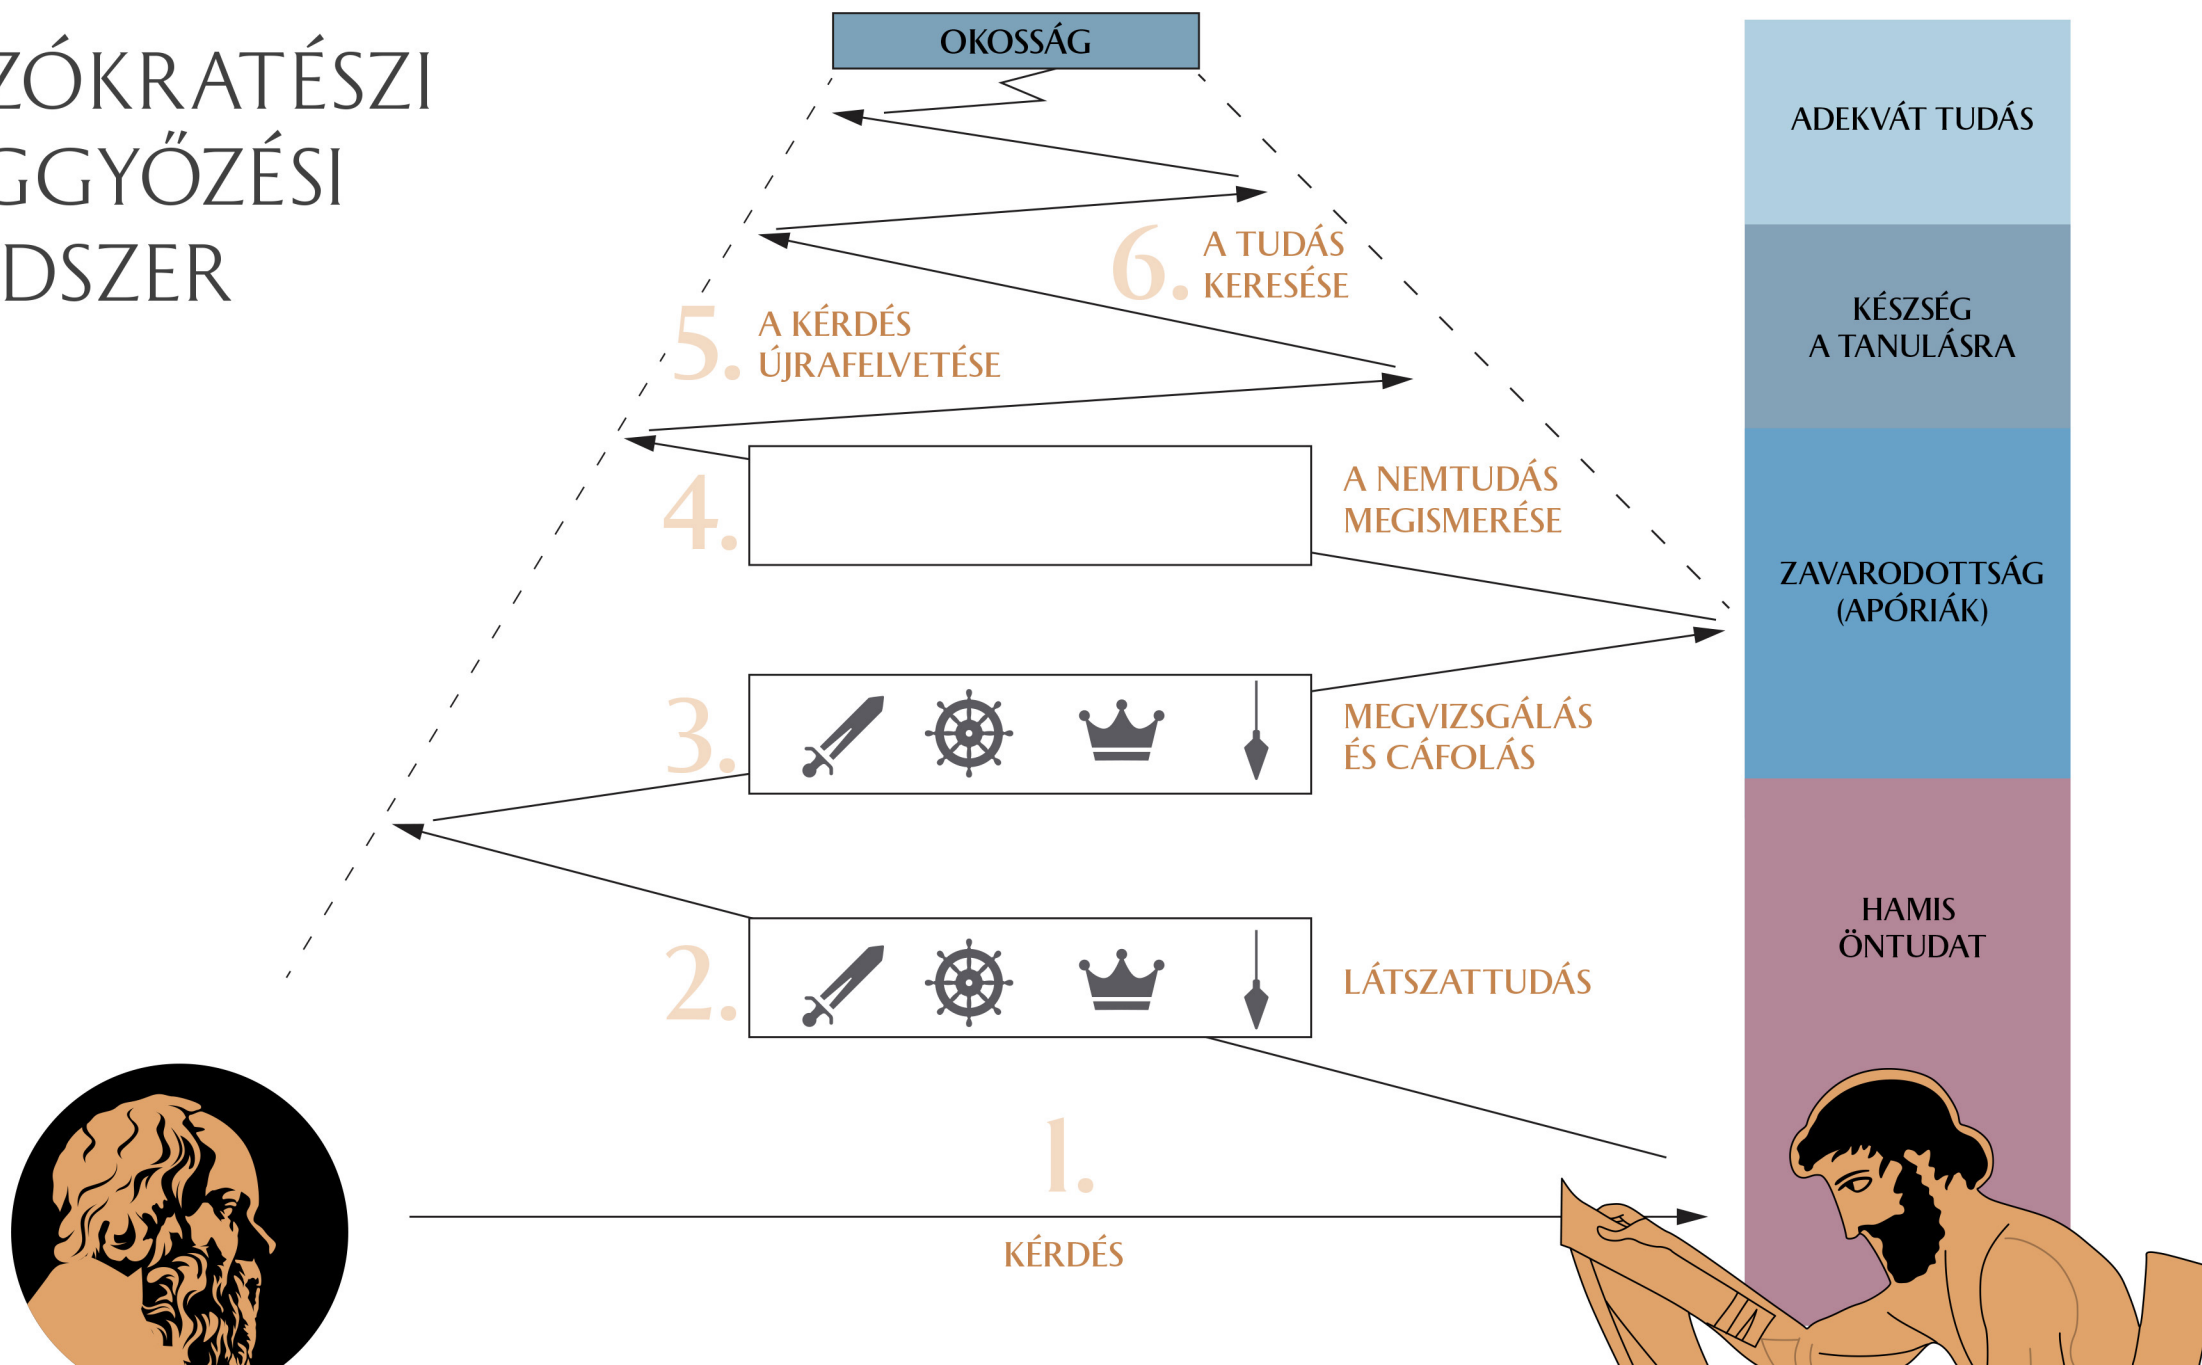 ZÓKRATÉSZI
GGYŐZÉSI
DSZER
OKOSSÁG
6. A TUDÁS
KERESÉSE
5. A KÉRDÉS
ÚJRAFELVETÉSE
4. A NEMTUDÁS
MEGISMERÉSE
3. MEGVIZSGÁLÁS
ÉS CÁFOLÁS
2. LÁTSZATTUDÁS
1.
KÉRDÉS
ADEKVÁT TUDÁS
KÉSZSÉG
A TANULÁSRA
ZAVARODOTTSÁG
(APÓRIÁK)
HAMIS
ÖNTUDAT